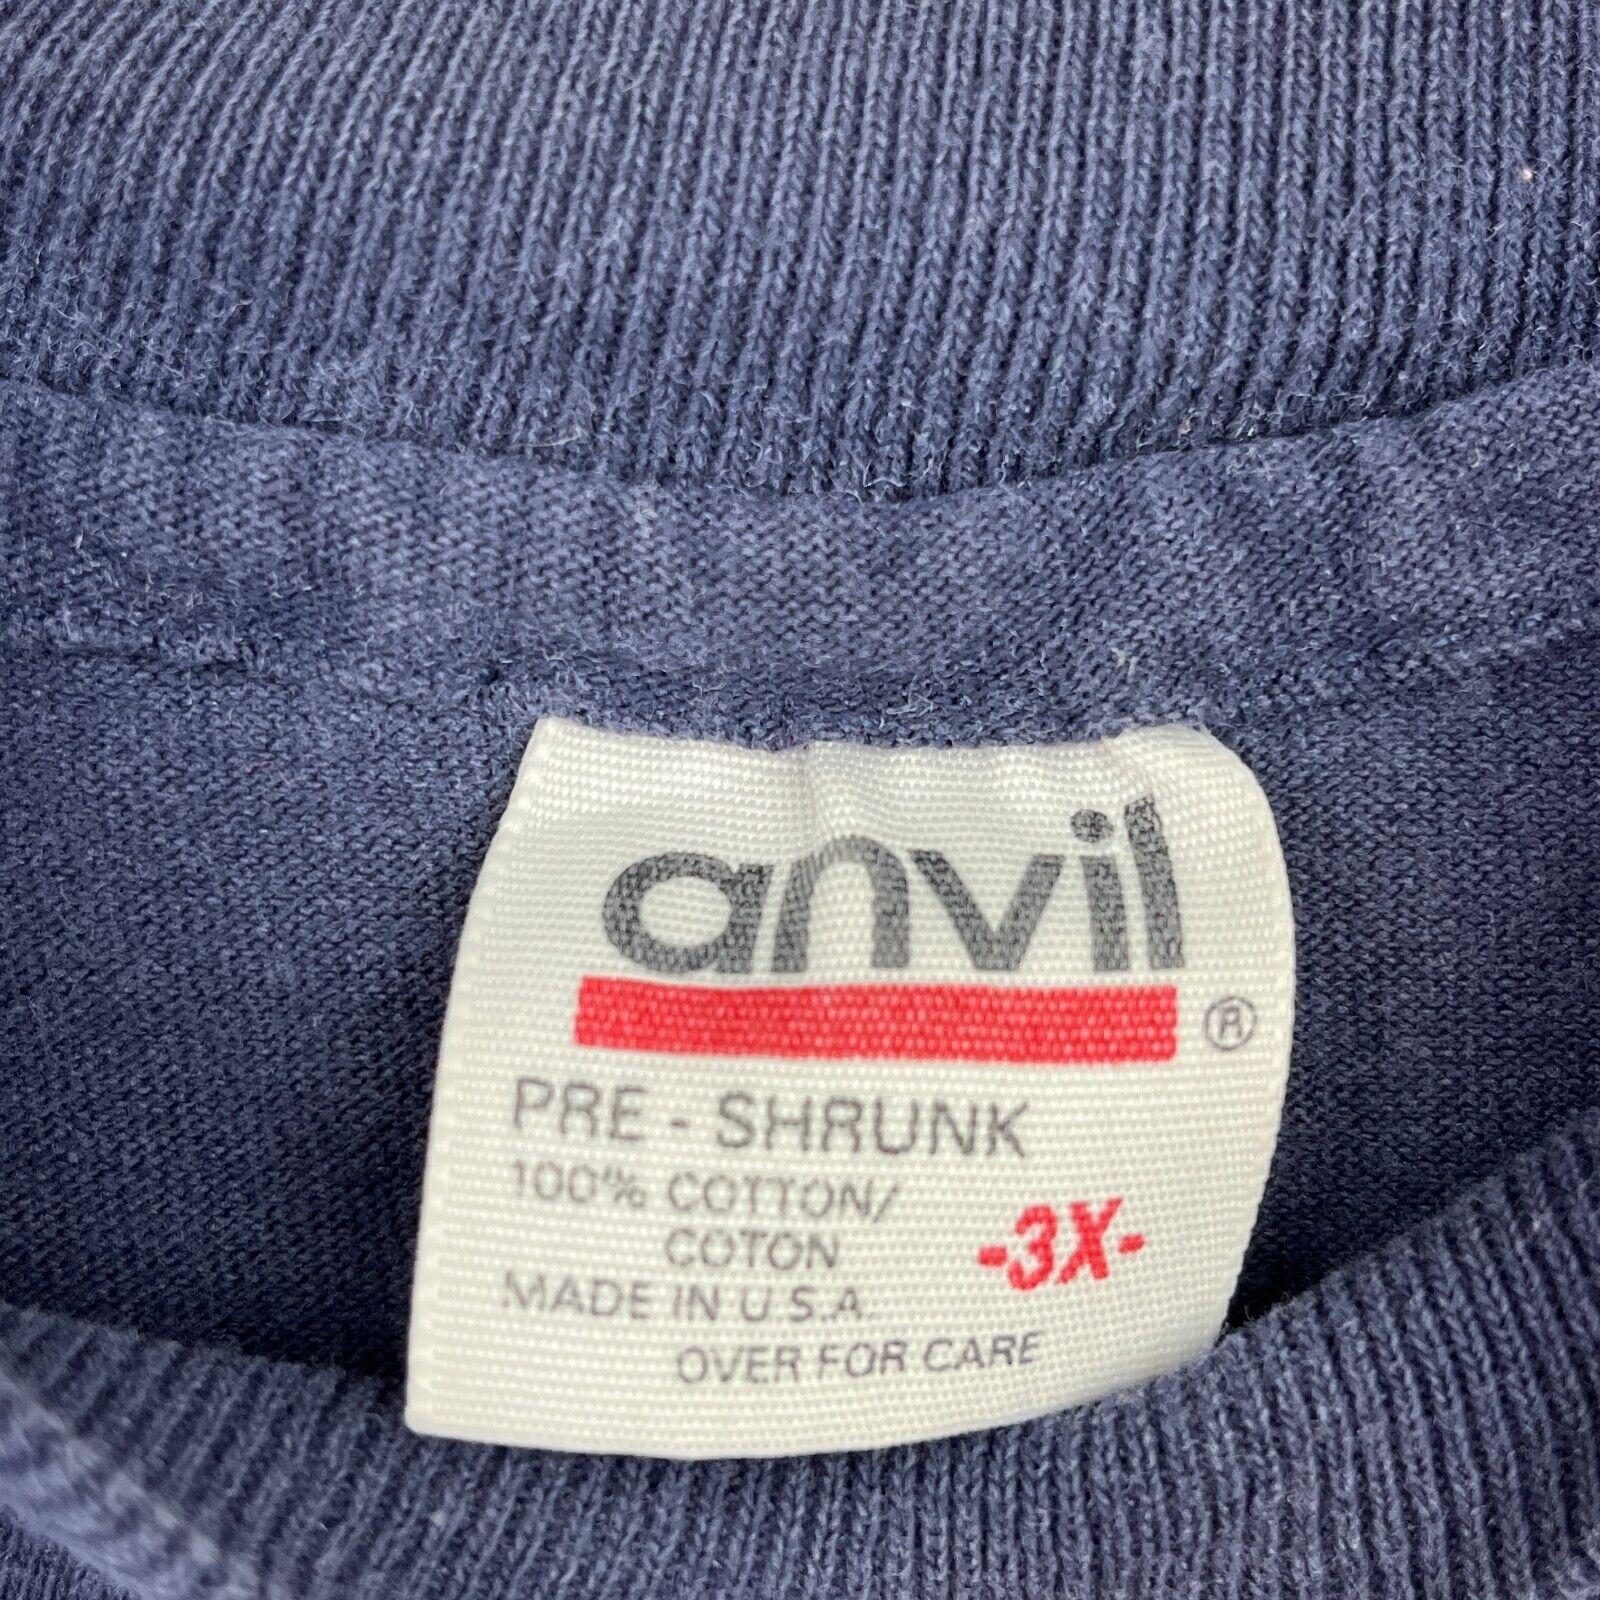 anvil
®
PRE - SHRUNK
100% COTTON/
COTON
-3X-
MADE IN U.S.A.
OVER FOR CARE